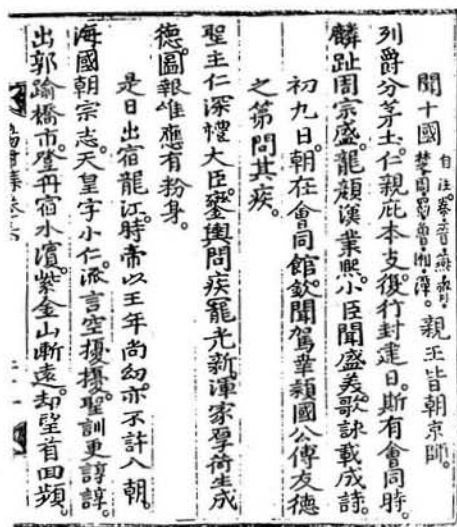 聞十國自注。秦。晉。燕。齊。楚。周。蜀。魯。湘。潭。親王皆朝京師。
列爵分茅土。仁親庇本支。復行封建日。斯有會同時。
麟趾周宗盛。龍顏漢業熙。小臣聞盛美。歌詠載成詩。
初九日。朝在會同館。欽聞駕幸潁國公傅友德
之第。問其疾。
聖主仁深禮大臣。鑾輿問疾寵光新。渾家厚荷生成
德。圖報唯應有粉身。
是日出宿龍江。時帝以王年尚幼。亦不許入朝。
海國朝宗志。天皇字小仁。派言空擾擾。聖訓更諄諄。
出郭踰橋市。登舟宿水濱。紫金山漸遠。却望首回頻。